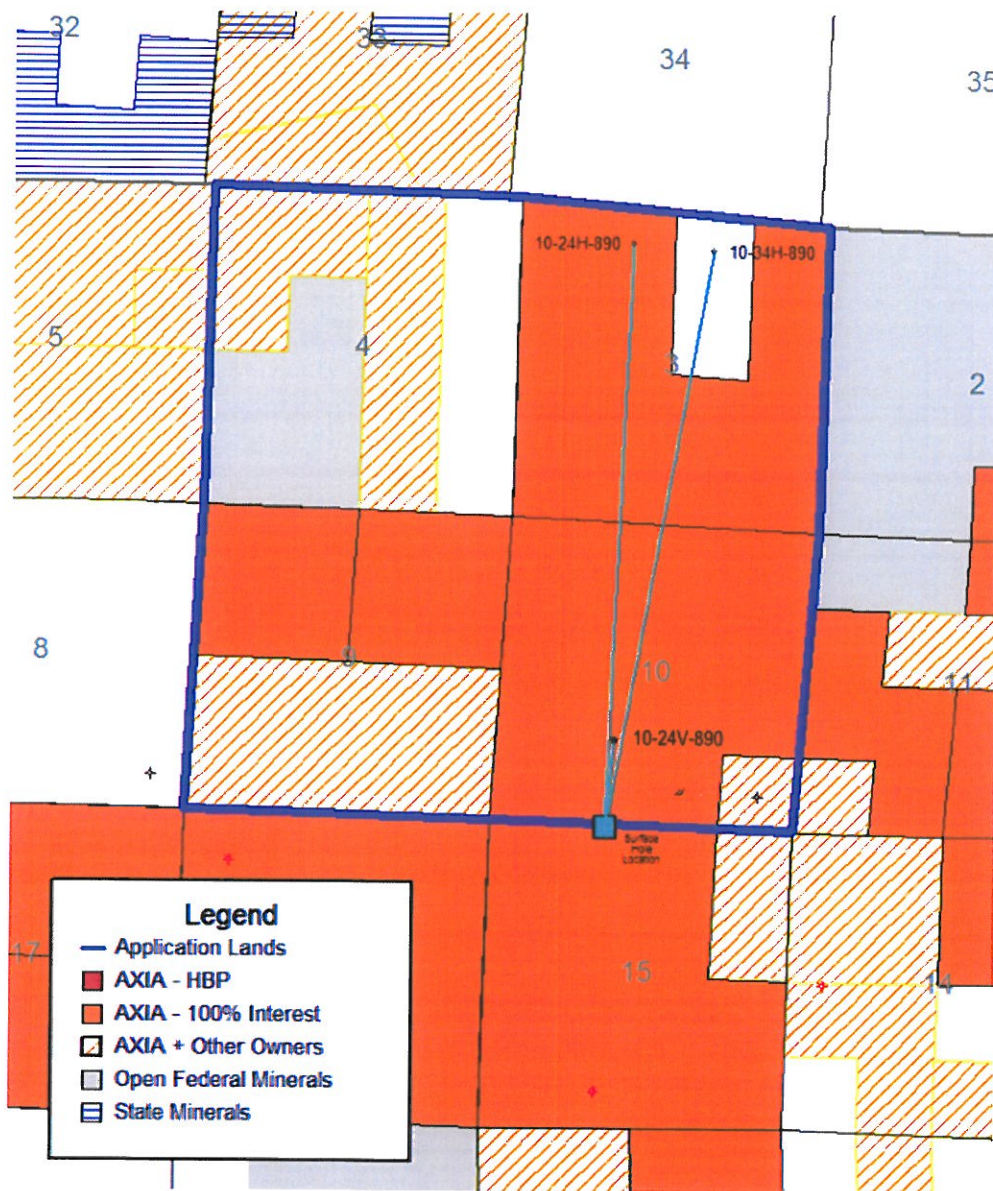 32
33
34
35
10-24H-890
10-34H-890
5
4
3
2
8
9
10
11
10-24V-890
Surface
Hole
Location
Legend
Application Lands
AXIA - HBP
AXIA - 100% Interest
AXIA + Other Owners
Open Federal Minerals
State Minerals
17
15
14